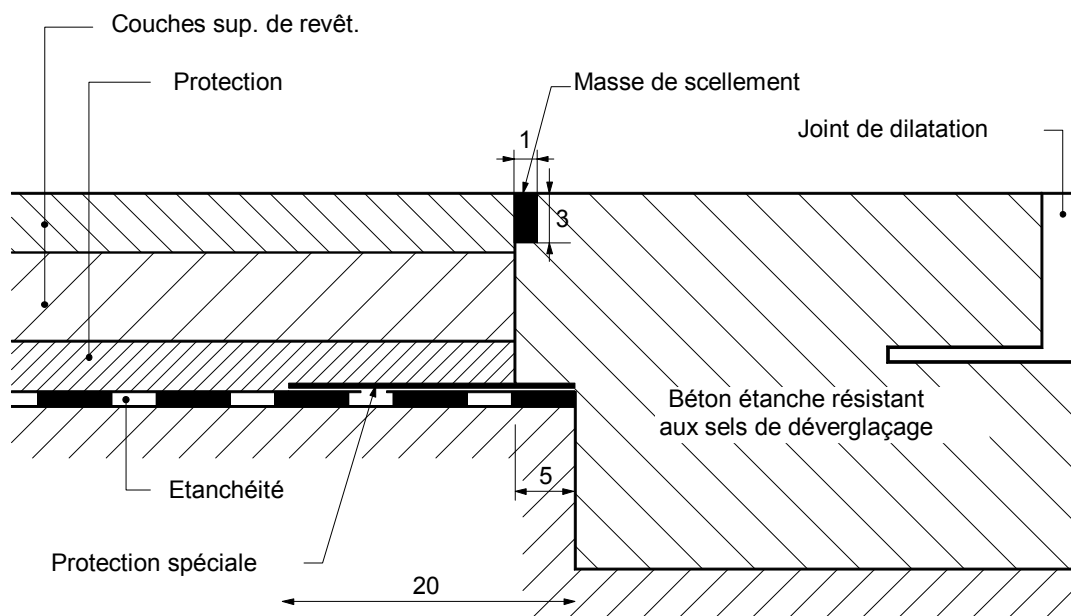 Couches sup. de revêt.
Protection
Masse de scellement
Joint de dilatation
1
3
Béton étanche résistant
aux sels de déverglaçage
5
Etanchéité
Protection spéciale
20